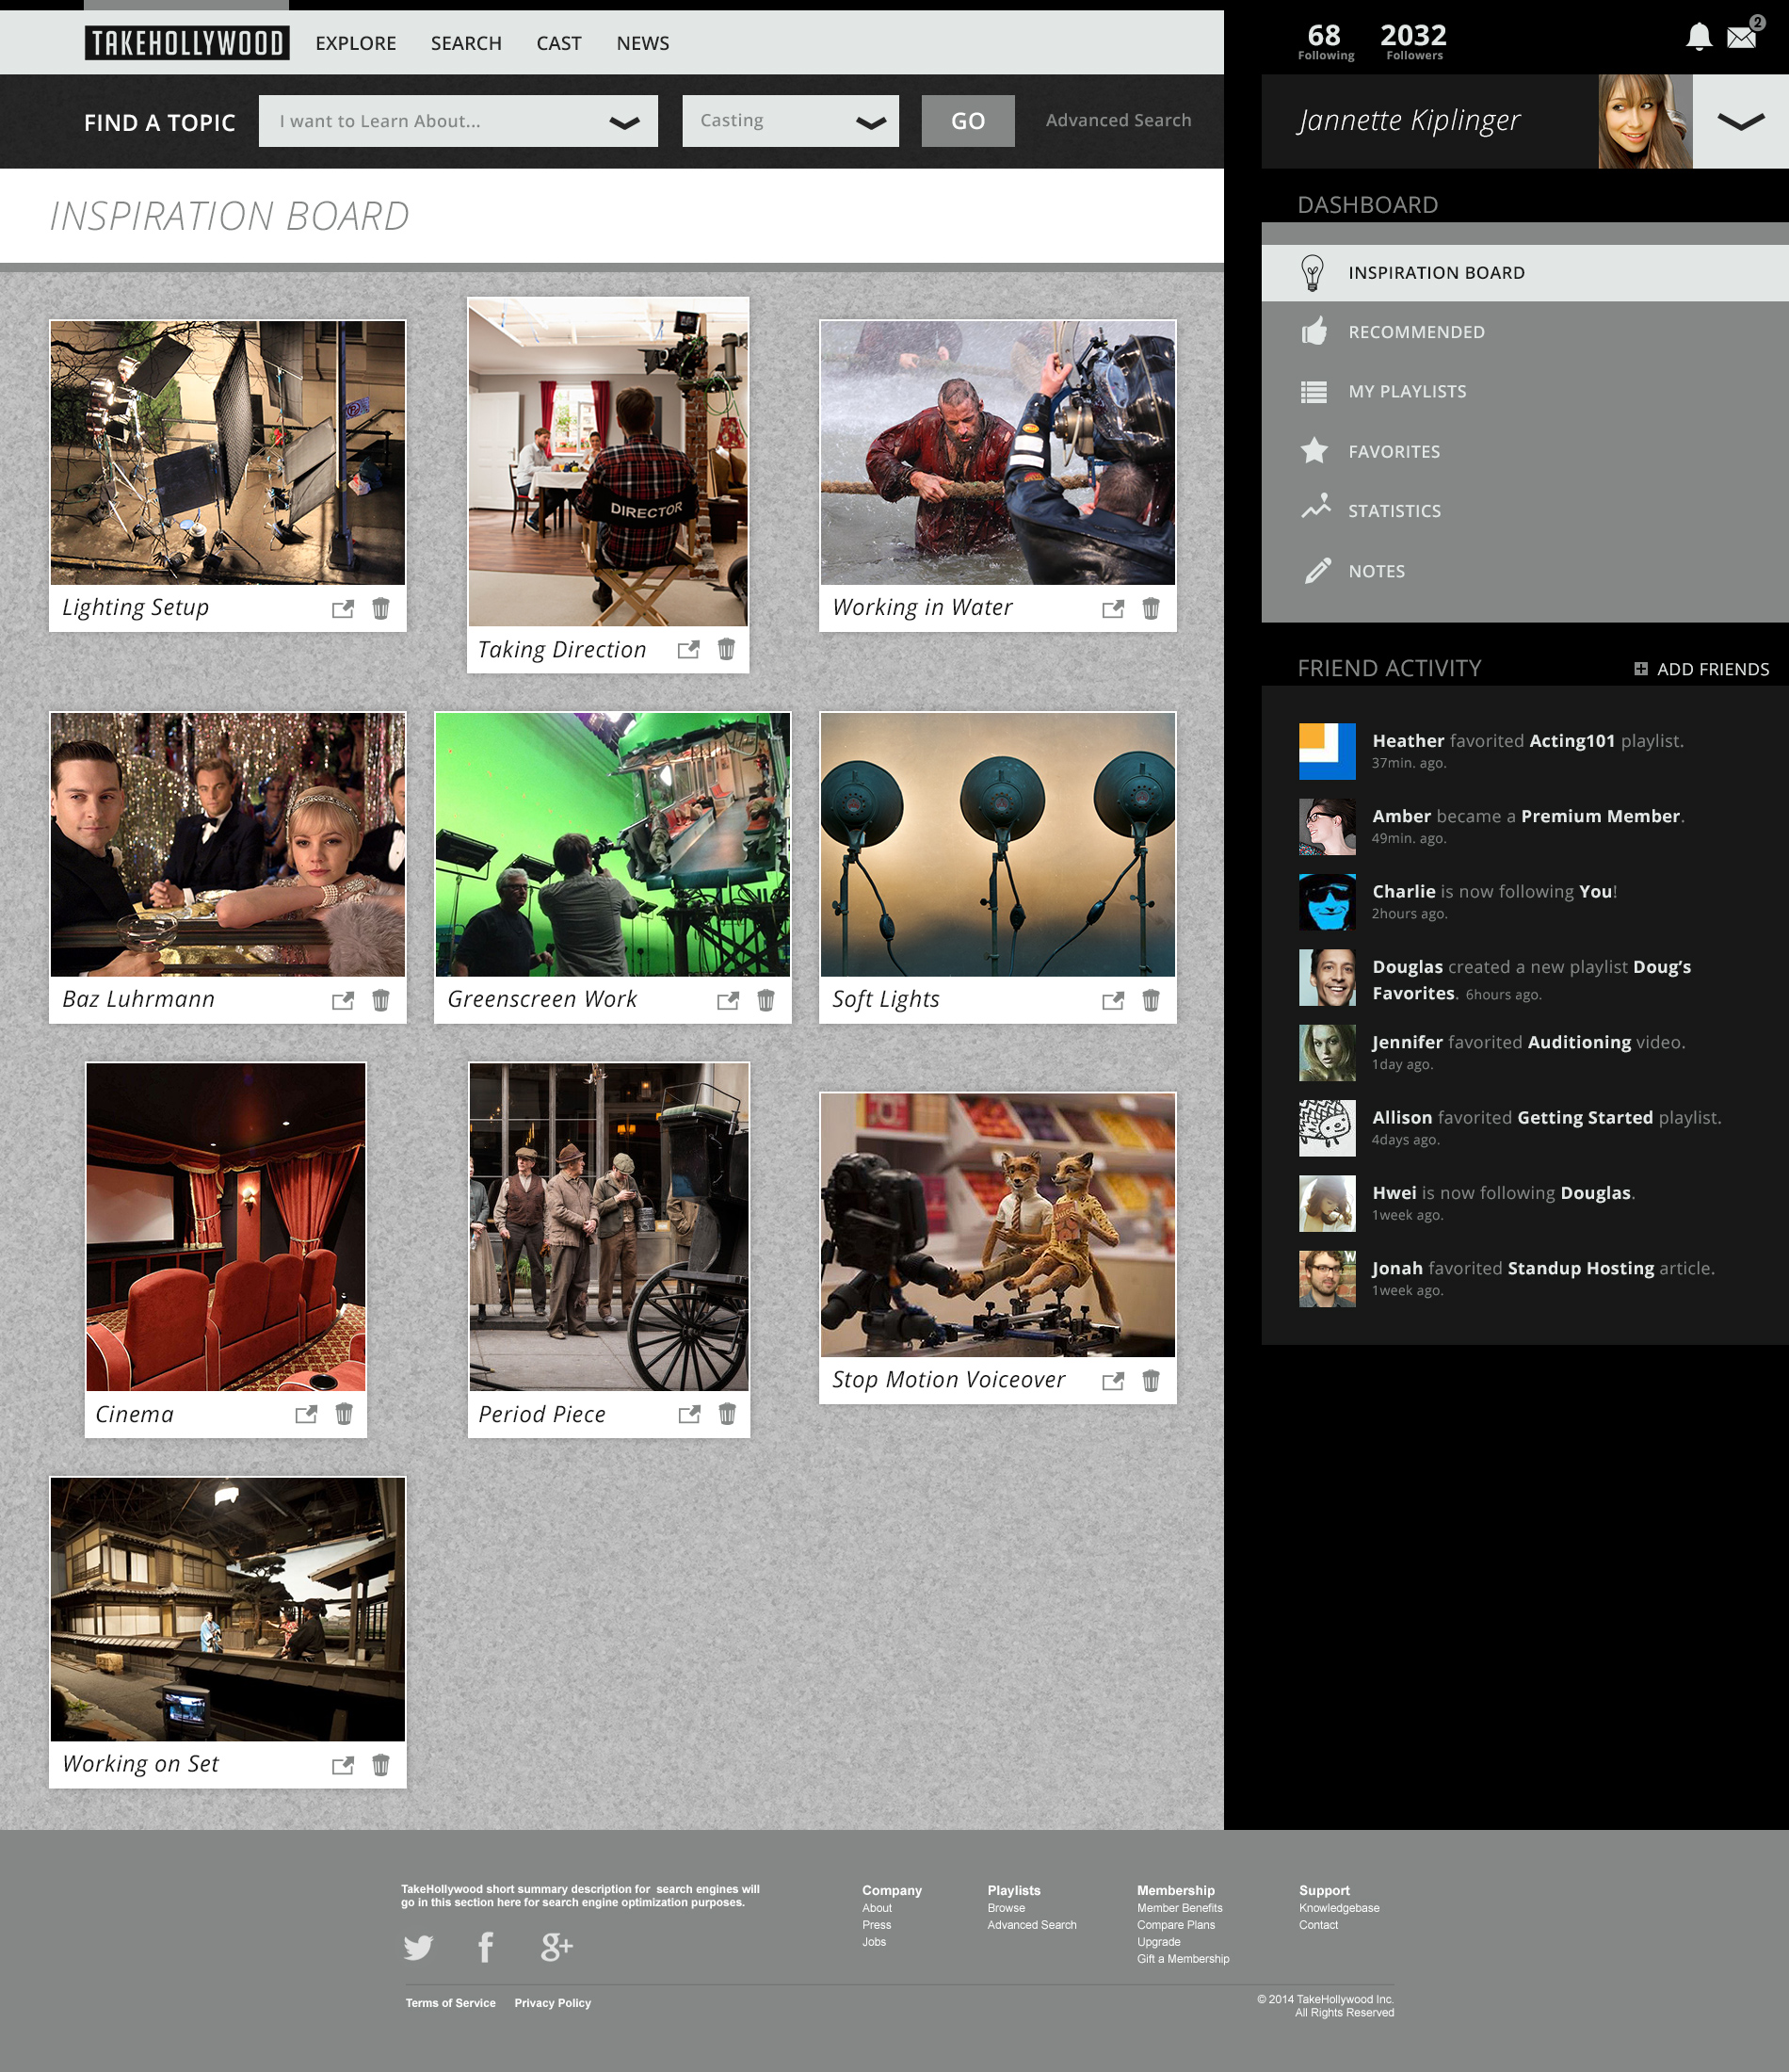 TAKEHOLLYWOOD
EXPLORE SEARCH CAST NEWS
68 Following
2032 Followers
2
FIND A TOPIC
I want to Learn About...
Casting
GO
Advanced Search
Jannette Kiplinger
INSPIRATION BOARD
DIRECTOR
Lighting Setup
Taking Direction
Working in Water
Baz Luhrmann
Greenscreen Work
Soft Lights
Cinema
Period Piece
Stop Motion Voiceover
Working on Set
DASHBOARD
INSPIRATION BOARD
RECOMMENDED
MY PLAYLISTS
FAVORITES
STATISTICS
NOTES
FRIEND ACTIVITY
ADD FRIENDS
Heather favorited Acting101 playlist.
37min. ago.
Amber became a Premium Member.
49min. ago.
Charlie is now following You!
2hours ago.
Douglas created a new playlist Doug's
Favorites. 6hours ago.
Jennifer favorited Auditioning video.
1day ago.
Allison favorited Getting Started playlist.
4days ago.
Hwei is now following Douglas.
1week ago.
Jonah favorited Standup Hosting article.
1week ago.
TakeHollywood short summary description for search engines will
go in this section here for search engine optimization purposes.
Company
About
Press
Jobs
Playlists
Browse
Advanced Search
Membership
Member Benefits
Compare Plans
Upgrade
Gift a Membership
Support
Knowledgebase
Contact
Terms of Service Privacy Policy
© 2014 TakeHollywood Inc.
All Rights Reserved